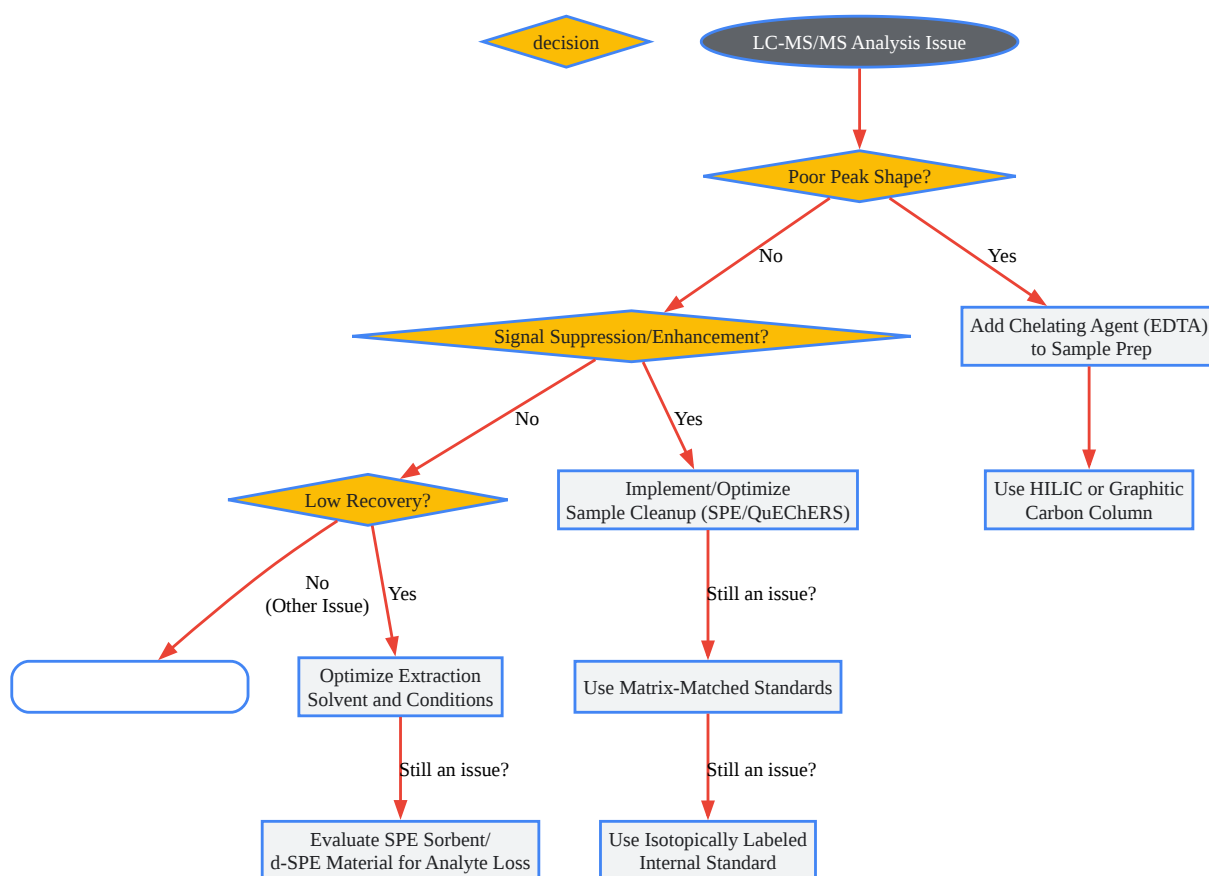 decision
LC-MS/MS Analysis Issue
Poor Peak Shape?
No
Yes
Signal Suppression/Enhancement?
Add Chelating Agent (EDTA)
to Sample Prep
No
Yes
Low Recovery?
Implement/Optimize
Sample Cleanup (SPE/QuEChERS)
Use HILIC or Graphitic
Carbon Column
No
(Other Issue)
Yes
Still an issue?
Optimize Extraction
Solvent and Conditions
Use Matrix-Matched Standards
Still an issue?
Still an issue?
Evaluate SPE Sorbent/
d-SPE Material for Analyte Loss
Use Isotopically Labeled
Internal Standard